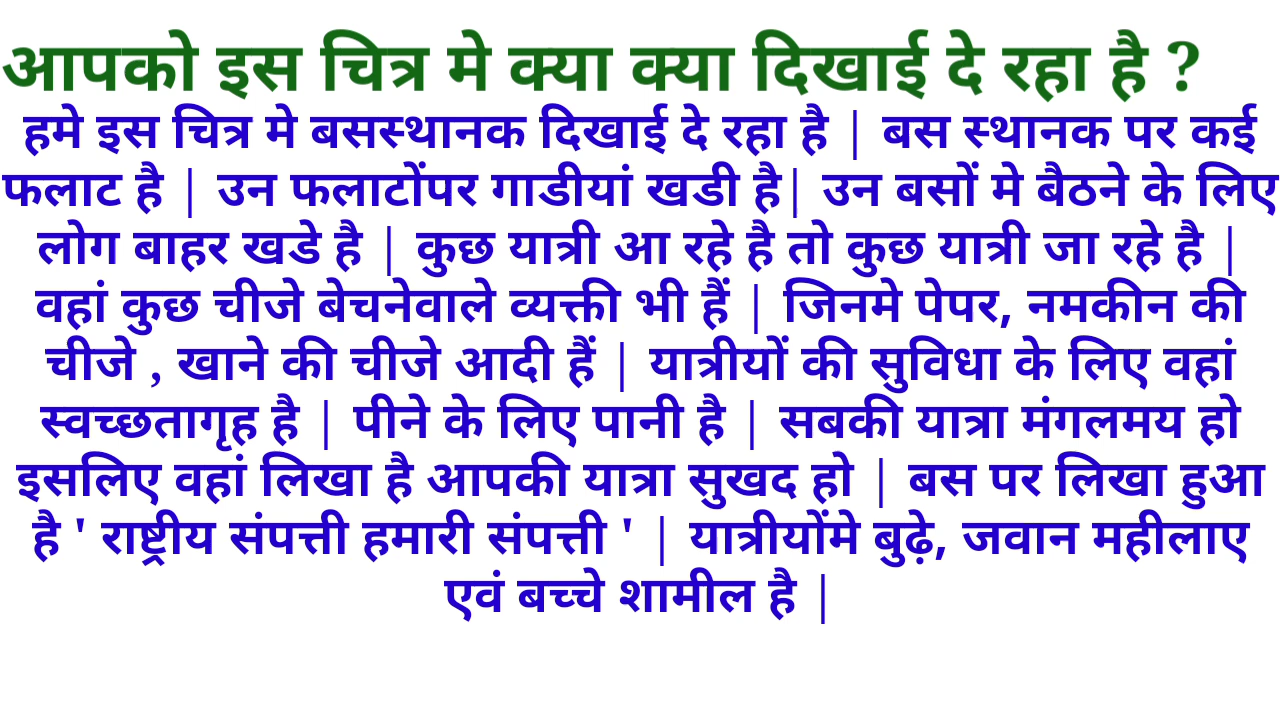 आपको इस चित्र मे क्या क्या दिखाई दे रहा है ?
हमे इस चित्र मे बसस्थानक दिखाई दे रहा है | बस स्थानक पर कई
फलाट है | उन फलाटोंपर गाडीयां खडी है| उन बसों मे बैठने के लिए
लोग बाहर खडे है | कुछ यात्री आ रहे है तो कुछ यात्री जा रहे है |
वहां कुछ चीजे बेचनेवाले व्यक्ती भी हैं | जिनमे पेपर, नमकीन की
चीजे , खाने की चीजे आदी हैं | यात्रीयों की सुविधा के लिए वहां
स्वच्छतागृह है | पीने के लिए पानी है | सबकी यात्रा मंगलमय हो
इसलिए वहां लिखा है आपकी यात्रा सुखद हो | बस पर लिखा हुआ
है ' राष्ट्रीय संपत्ती हमारी संपत्ती ' | यात्रीयोंमे बुढ़े, जवान महीलाए
एवं बच्चे शामील है |